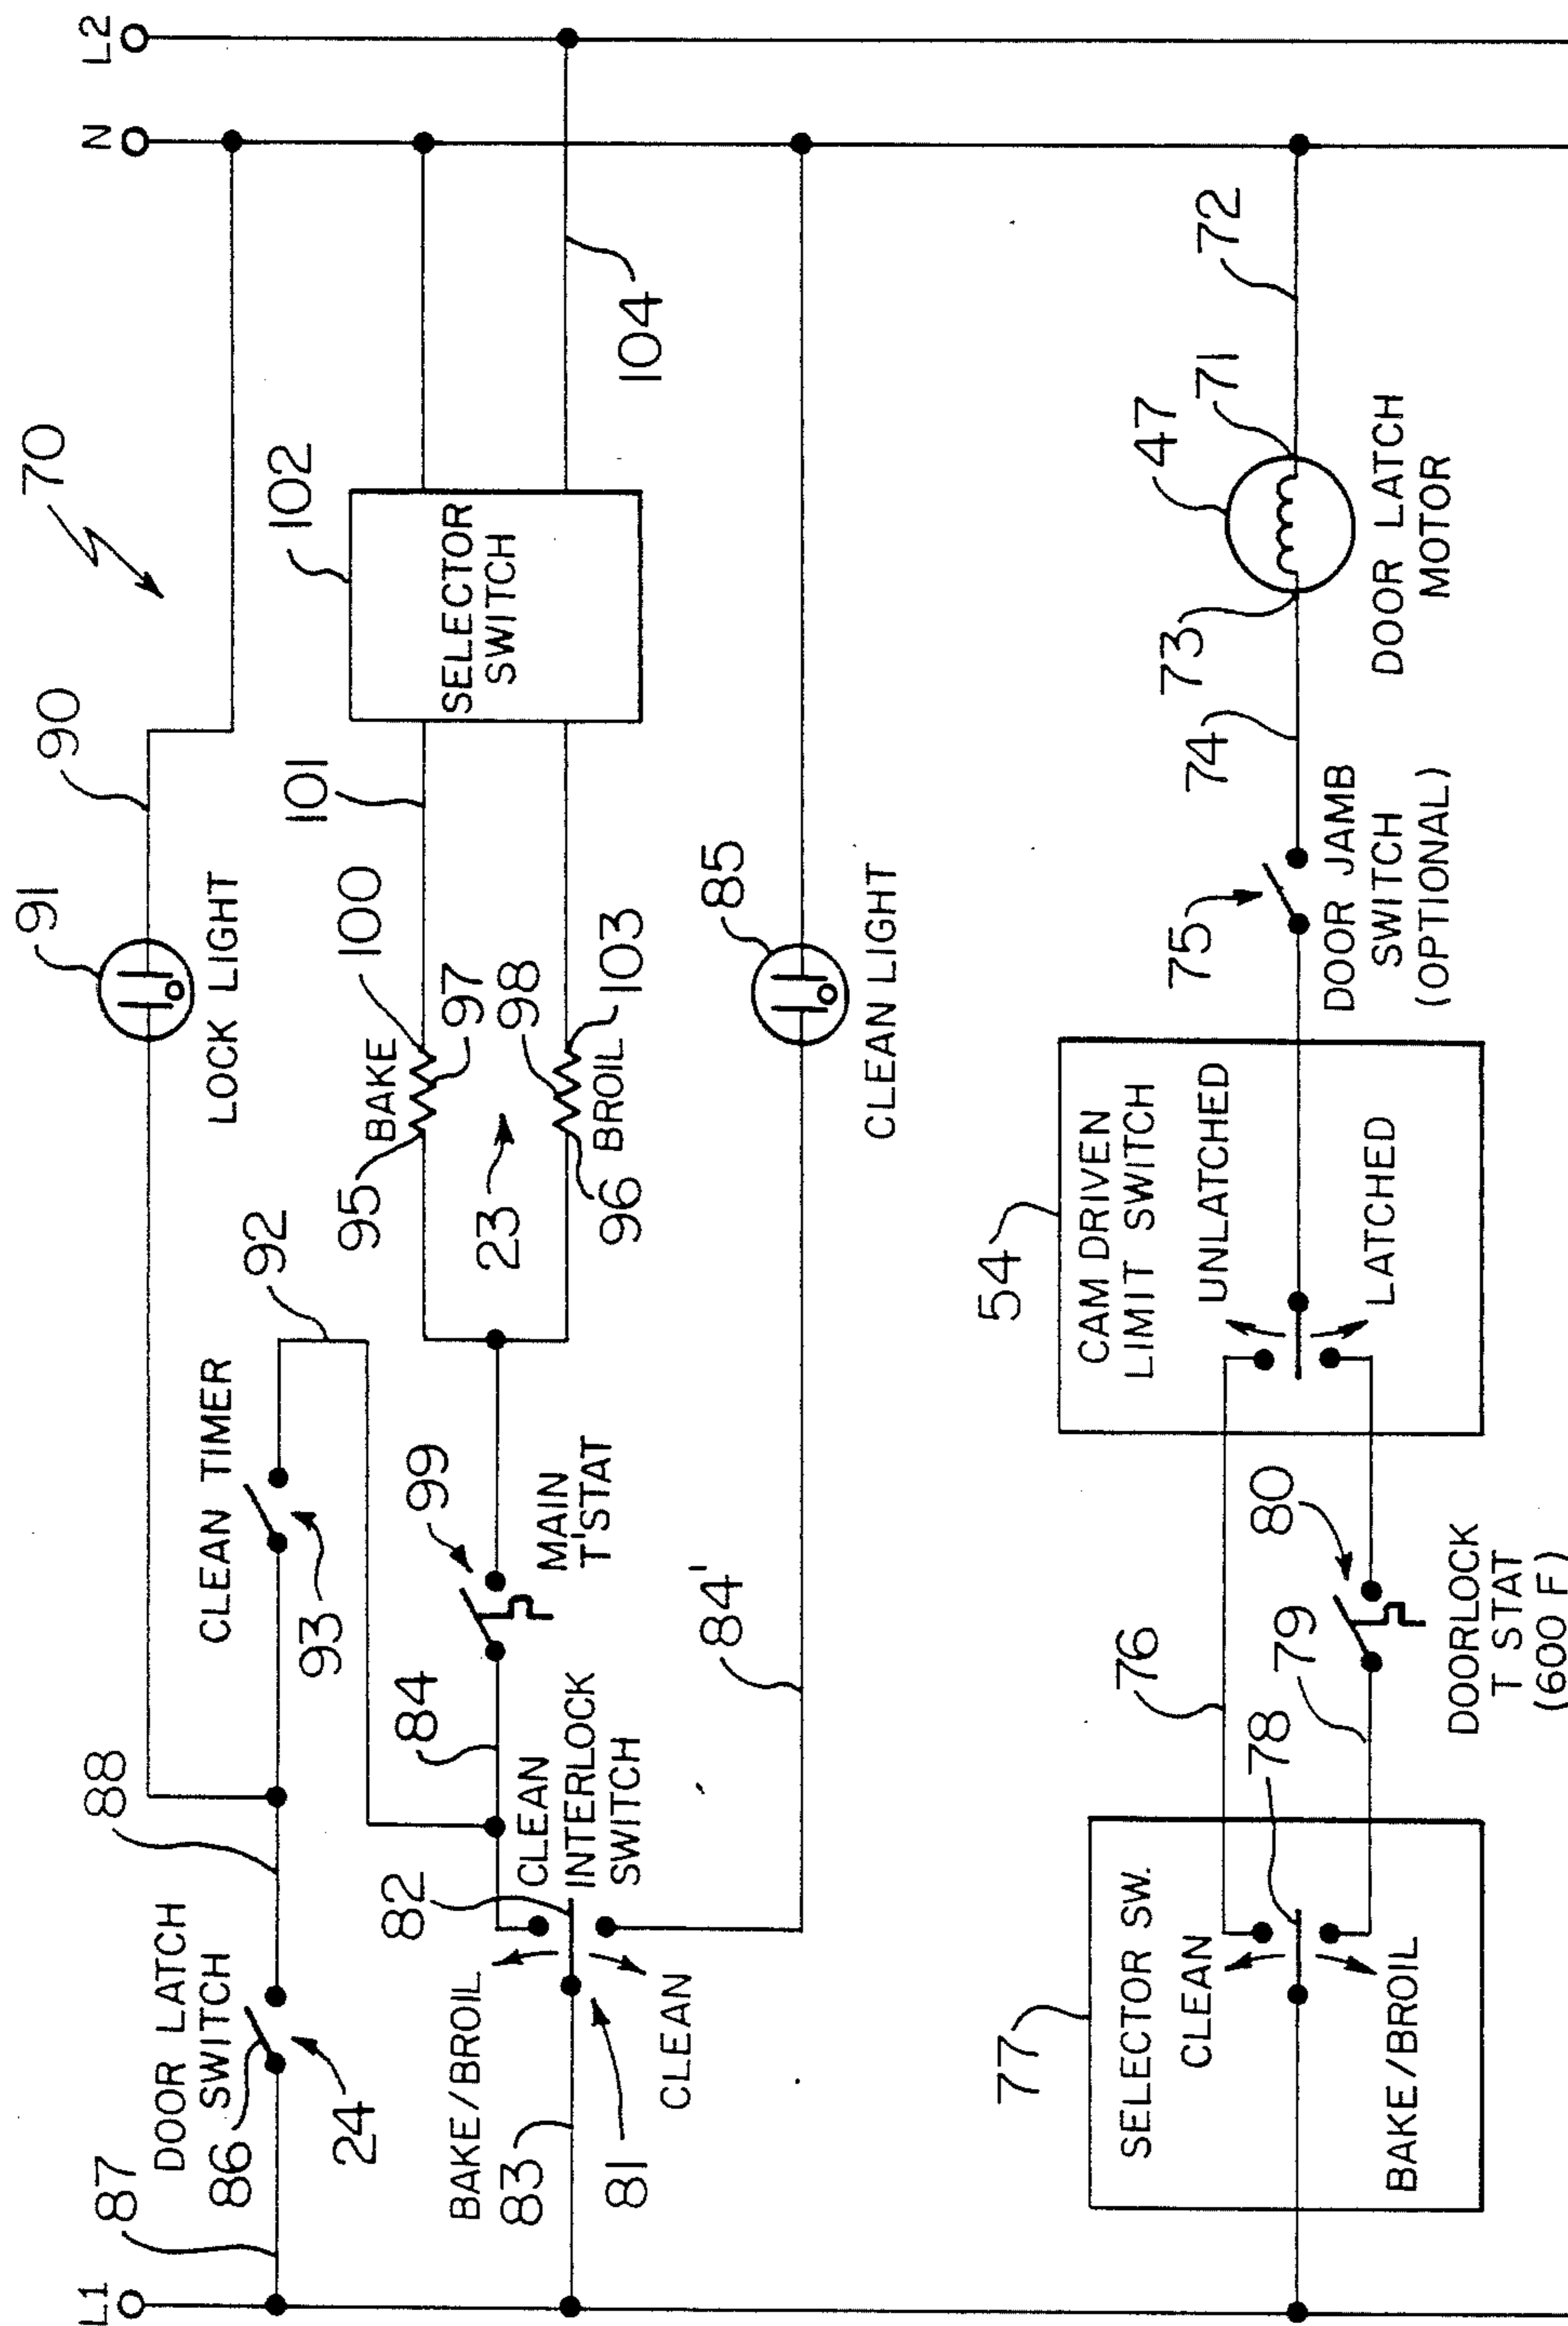 L1
N
L2
70
87
DOOR LATCH
SWITCH
86
24
88
CLEAN TIMER
93
92
91
LOCK LIGHT
90
BAKE/BROIL
83
81
CLEAN
82
CLEAN
INTERLOCK
SWITCH
84
99
MAIN
T'STAT
95
BAKE
100
97
23
98
96
BROIL
103
101
102
SELECTOR
SWITCH
104
84'
85
CLEAN LIGHT
77
SELECTOR SW.
CLEAN
BAKE/BROIL
78
76
79
80
DOORLOCK
T STAT
(600 F)
54
CAM DRIVEN
LIMIT SWITCH
UNLATCHED
LATCHED
75
DOOR JAMB
SWITCH
(OPTIONAL)
74
73
47
71
DOOR LATCH
MOTOR
72